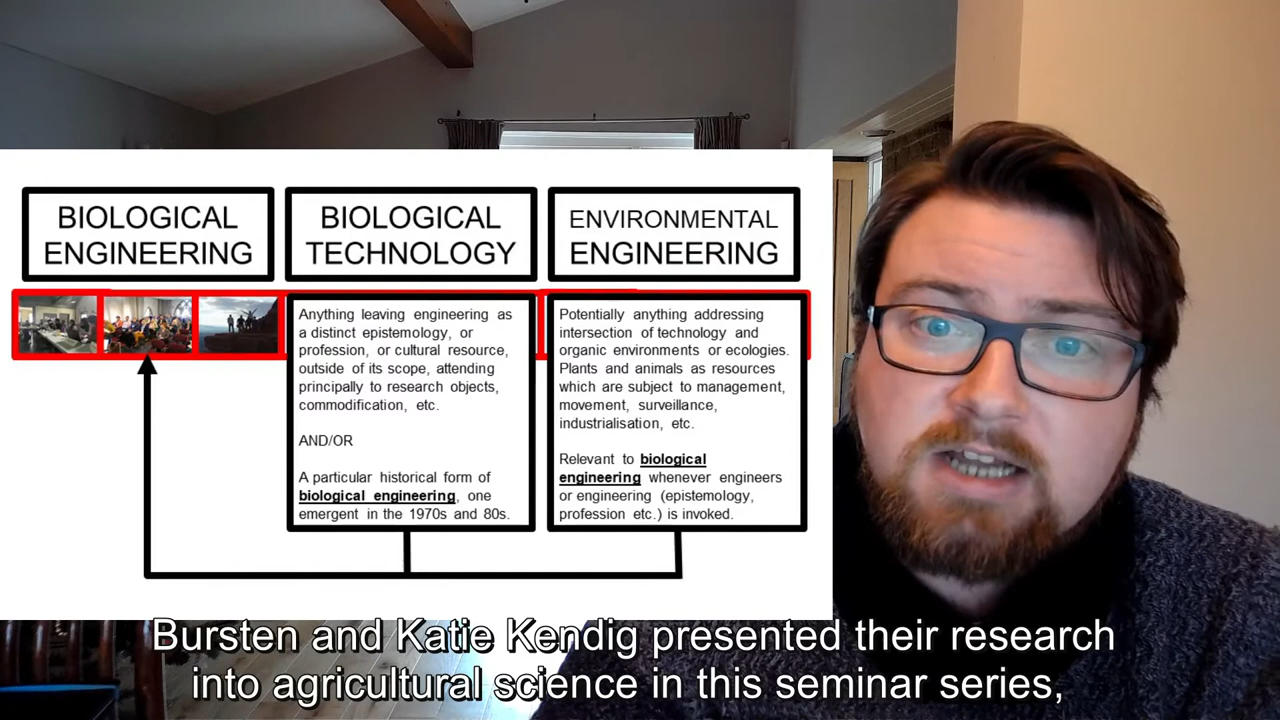 BIOLOGICAL
ENGINEERING
BIOLOGICAL
TECHNOLOGY
ENVIRONMENTAL
ENGINEERING
Anything leaving engineering as
a distinct epistemology, or
profession, or cultural resource,
outside of its scope, attending
principally to research objects,
commodification, etc.
AND/OR
A particular historical form of
biological engineering, one
emergent in the 1970s and 80s.
Potentially anything addressing
intersection of technology and
organic environments or ecologies.
Plants and animals as resources
which are subject to management,
movement, surveillance,
industrialisation, etc.
Relevant to biological
engineering whenever engineers
or engineering (epistemology,
profession etc.) is invoked.
Bursten and Katie Kendig presented their research
into agricultural science in this seminar series,